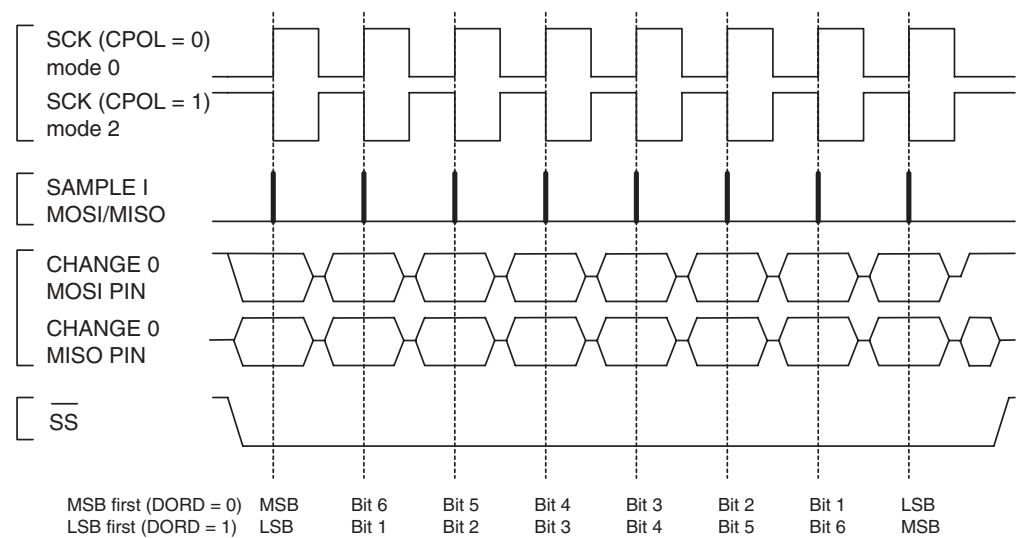 SCK (CPOL = 0)
mode 0
SCK (CPOL = 1)
mode 2
SAMPLE I
MOSI/MISO
CHANGE 0
MOSI PIN
CHANGE 0
MISO PIN
SS
MSB first (DORD = 0) MSB Bit 6 Bit 5 Bit 4 Bit 3 Bit 2 Bit 1 LSB
LSB first (DORD = 1) LSB Bit 1 Bit 2 Bit 3 Bit 4 Bit 5 Bit 6 MSB